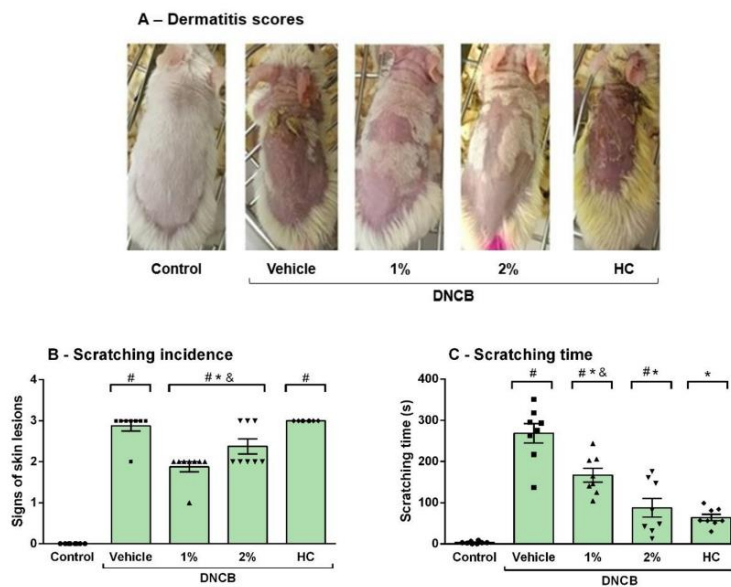 A – Dermatitis scores
Control Vehicle 1% 2% HC
DNCB
B - Scratching incidence
# # * & #
Signs of skin lesions
4
3
2
1
0
Control Vehicle 1% 2% HC
DNCB
C - Scratching time
# # * & # * *
Scratching time (s)
400
300
200
100
0
Control Vehicle 1% 2% HC
DNCB